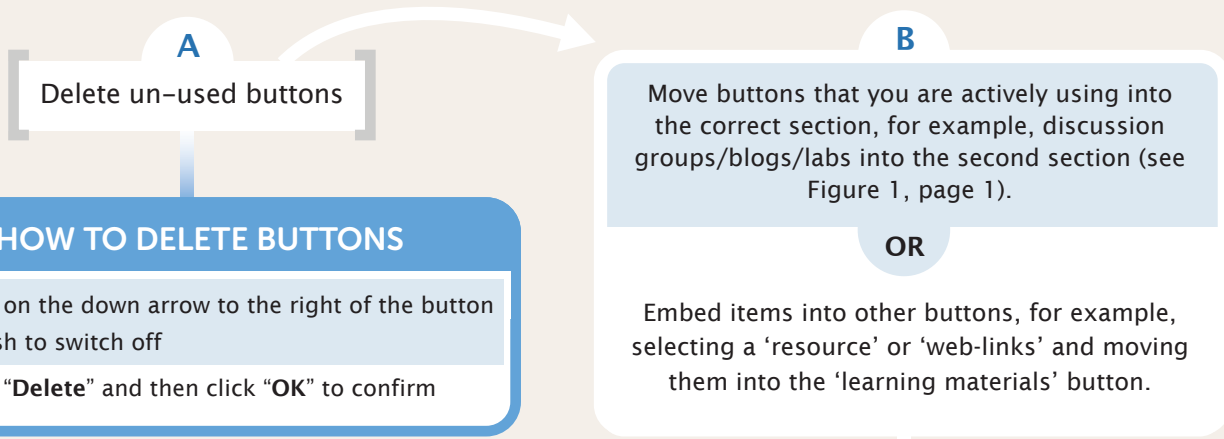 A
Delete un-used buttons
HOW TO DELETE BUTTONS
on the down arrow to the right of the button
to switch off
“Delete” and then click “OK” to confirm
B
Move buttons that you are actively using into
the correct section, for example, discussion
groups/blogs/labs into the second section (see
Figure 1, page 1).
OR
Embed items into other buttons, for example,
selecting a ‘resource’ or ‘web-links’ and moving
them into the ‘learning materials’ button.